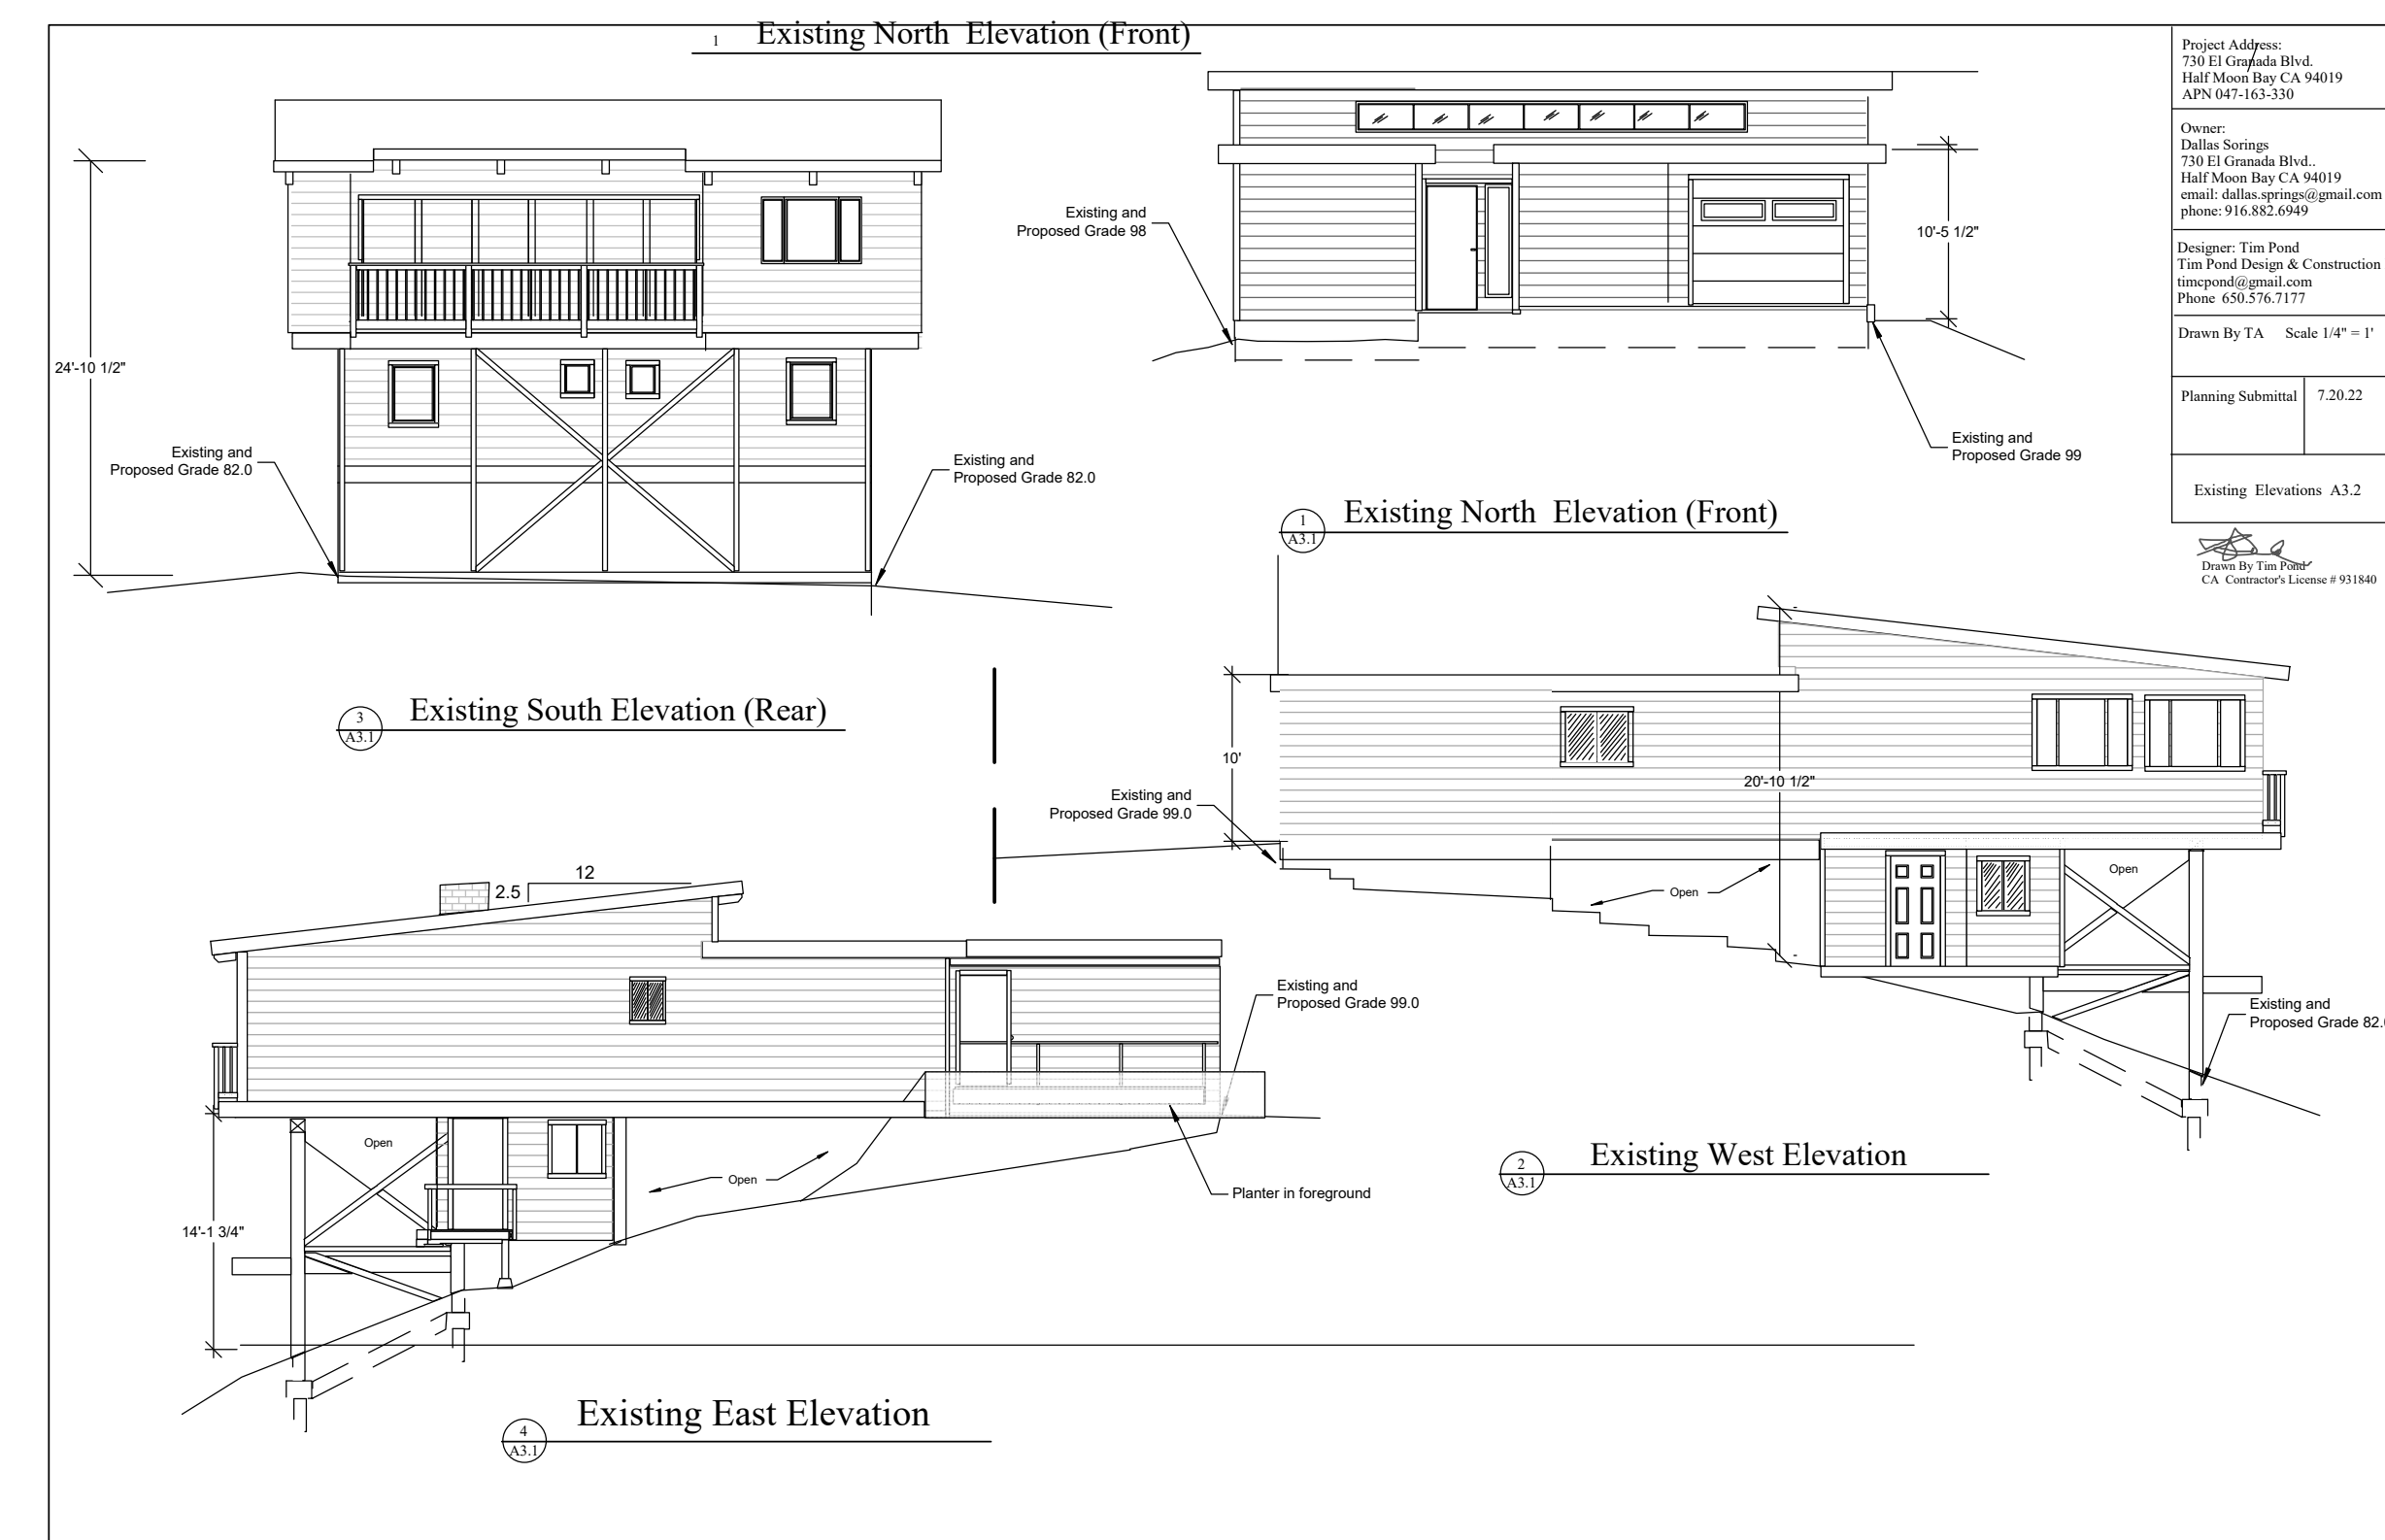 1 Existing North Elevation (Front)
24'-10 1/2"
Existing and
Proposed Grade 82.0
Existing and
Proposed Grade 82.0
3
A3.1
Existing South Elevation (Rear)
Existing and
Proposed Grade 98
10'-5 1/2"
Existing and
Proposed Grade 99
1
A3.1
Existing North Elevation (Front)
Project Address:
730 El Granada Blvd.
Half Moon Bay CA 94019
APN 047-163-330
Owner:
Dallas Sorings
730 El Granada Blvd..
Half Moon Bay CA 94019
email: dallas.springs@gmail.com
phone: 916.882.6949
Designer: Tim Pond
Tim Pond Design & Construction
timcpond@gmail.com
Phone 650.576.7177
Drawn By TA Scale 1/4" = 1'
Planning Submittal 7.20.22
Existing Elevations A3.2
Drawn By Tim Pond
CA Contractor's License # 931840
10'
20'-10 1/2"
Existing and
Proposed Grade 99.0
Open
Open
Existing and
Proposed Grade 82.
2
A3.1
Existing West Elevation
12
2.5
Existing and
Proposed Grade 99.0
Open
Open
Planter in foreground
14'-1 3/4"
4
A3.1
Existing East Elevation